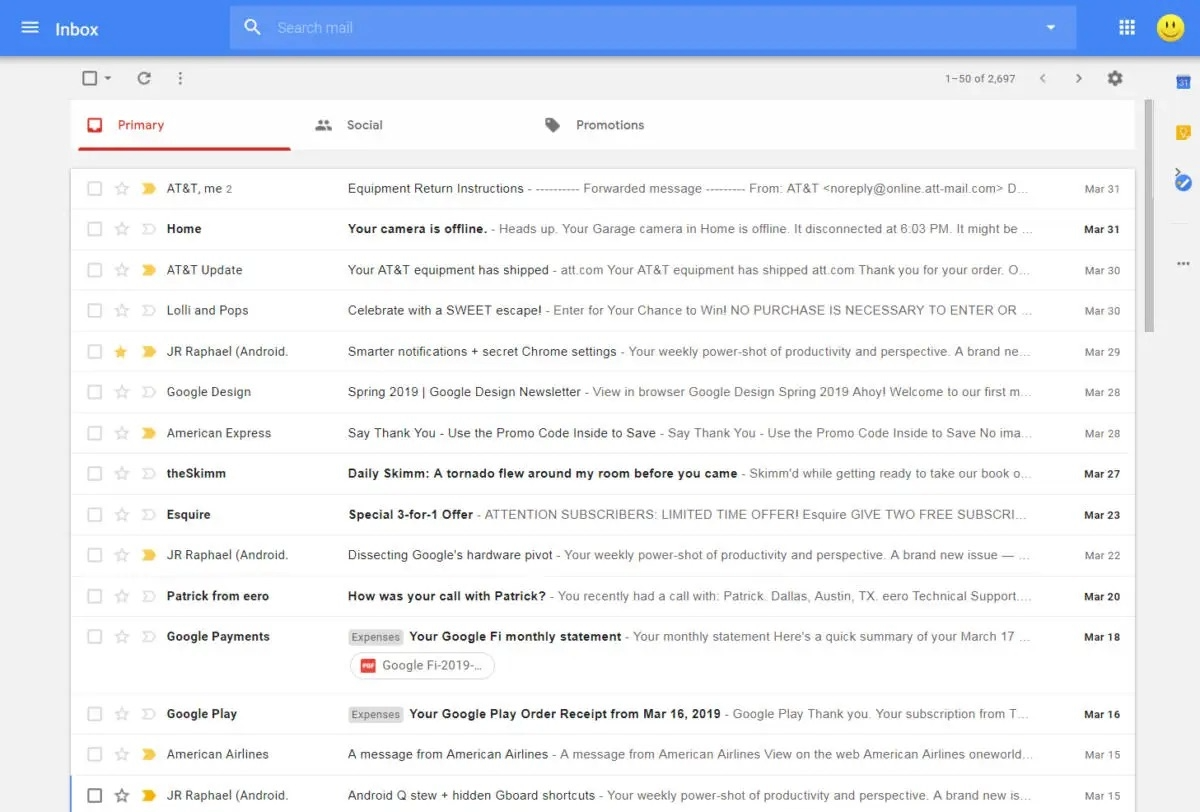 Inbox
Search mail
1–50 of 2,697
31
Primary Social Promotions
AT&T, me 2 Equipment Return Instructions - ---------- Forwarded message --------- From: AT&T <noreply@online.att-mail.com> D... Mar 31
Home Your camera is offline. - Heads up. Your Garage camera in Home is offline. It disconnected at 6:03 PM. It might be ... Mar 31
AT&T Update Your AT&T equipment has shipped - att.com Your AT&T equipment has shipped att.com Thank you for your order. O... Mar 30
Lolli and Pops Celebrate with a SWEET escape! - Enter for Your Chance to Win! NO PURCHASE IS NECESSARY TO ENTER OR ... Mar 30
JR Raphael (Android. Smarter notifications + secret Chrome settings - Your weekly power-shot of productivity and perspective. A brand ne... Mar 29
Google Design Spring 2019 | Google Design Newsletter - View in browser Google Design Spring 2019 Ahoy! Welcome to our first m... Mar 28
American Express Say Thank You - Use the Promo Code Inside to Save - Say Thank You - Use the Promo Code Inside to Save No ima... Mar 28
theSkimm Daily Skimm: A tornado flew around my room before you came - Skimm'd while getting ready to take our book o... Mar 27
Esquire Special 3-for-1 Offer - ATTENTION SUBSCRIBERS: LIMITED TIME OFFER! Esquire GIVE TWO FREE SUBSCRI... Mar 23
JR Raphael (Android. Dissecting Google's hardware pivot - Your weekly power-shot of productivity and perspective. A brand new issue — ... Mar 22
Patrick from eero How was your call with Patrick? - You recently had a call with: Patrick. Dallas, Austin, TX. eero Technical Support.... Mar 20
Google Payments Expenses Your Google Fi monthly statement - Your monthly statement Here's a quick summary of your March 17 ... Mar 18
PDF Google Fi-2019-...
Google Play Expenses Your Google Play Order Receipt from Mar 16, 2019 - Google Play Thank you. Your subscription from T... Mar 16
American Airlines A message from American Airlines - A message from American Airlines View on the web American Airlines oneworld... Mar 15
JR Raphael (Android. Android Q stew + hidden Gboard shortcuts - Your weekly power-shot of productivity and perspective. A brand new is... Mar 15